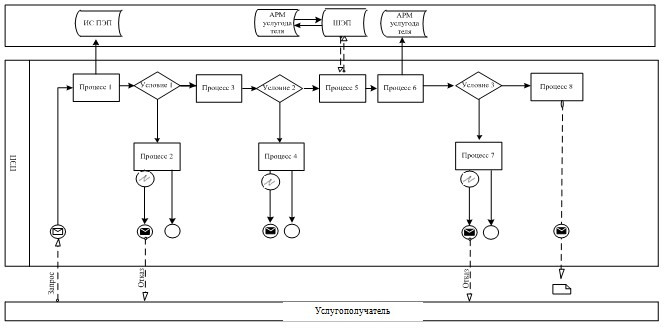 ИС ПЭП
АРМ
услугода
теля
ШЭП
АРМ
услугода
теля
ПЭП
Процесс 1
Условие 1
Процесс 3
Условие 2
Процесс 5
Процесс 6
Условие 3
Процесс 8
Процесс 2
Процесс 4
Процесс 7
Запрос
Отказ
Отказ
Услугополучатель